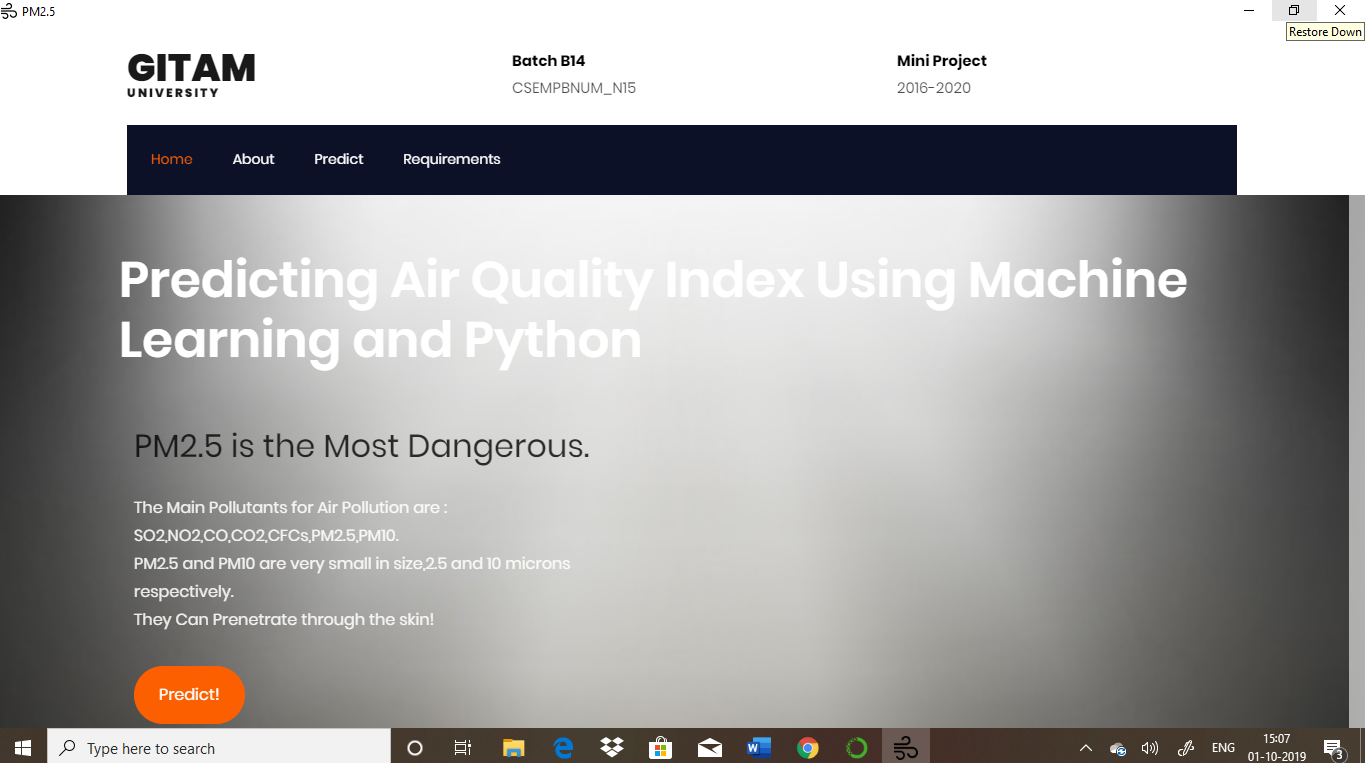 PM2.5
Restore Down
GITAM
UNIVERSITY
Batch B14
CSEMPBNUM_N15
Mini Project
2016-2020
Home About Predict Requirements
Predicting Air Quality Index Using Machine
Learning and Python
PM2.5 is the Most Dangerous.
The Main Pollutants for Air Pollution are :
SO2,NO2,CO,CO2,CFCs,PM2.5,PM10.
PM2.5 and PM10 are very small in size,2.5 and 10 microns
respectively.
They Can Prenetrate through the skin!
Predict!
Type here to search
ENG
15:07
01-10-2019
3